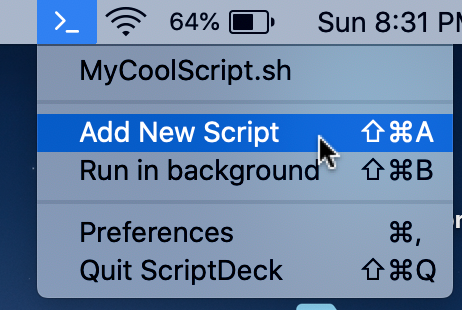 >_ 64% Sun 8:31 PM
MyCoolScript.sh
Add New Script ⇧⌘A
Run in background ⇧⌘B
Preferences ⌘,
Quit ScriptDeck ⇧⌘Q